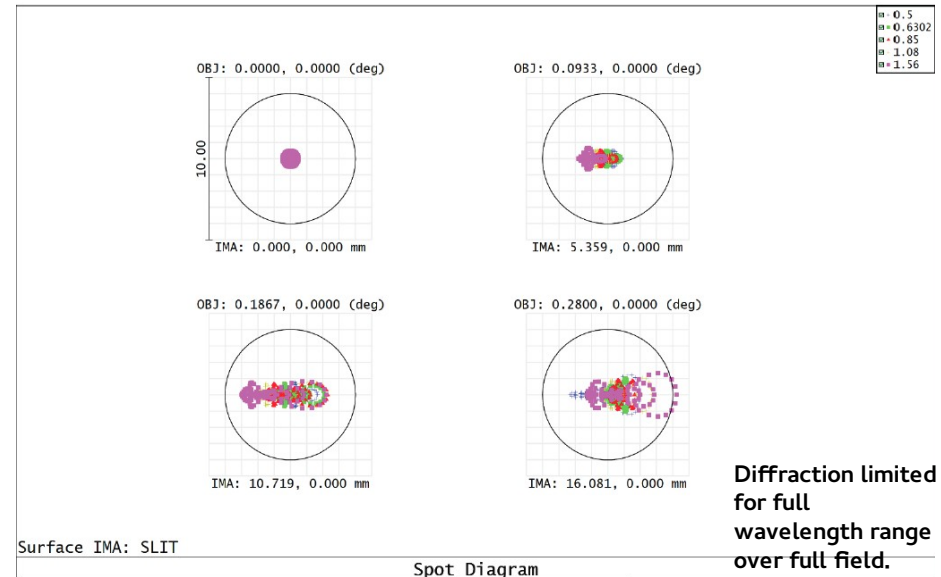 0.5
0.6302
0.85
1.08
1.56
OBJ: 0.0000, 0.0000 (deg)
OBJ: 0.0933, 0.0000 (deg)
10.00
IMA: 0.000, 0.000 mm
IMA: 5.359, 0.000 mm
OBJ: 0.1867, 0.0000 (deg)
OBJ: 0.2800, 0.0000 (deg)
IMA: 10.719, 0.000 mm
IMA: 16.081, 0.000 mm
Diffraction limited
for full
wavelength range
over full field.
Surface IMA: SLIT
Spot Diagram